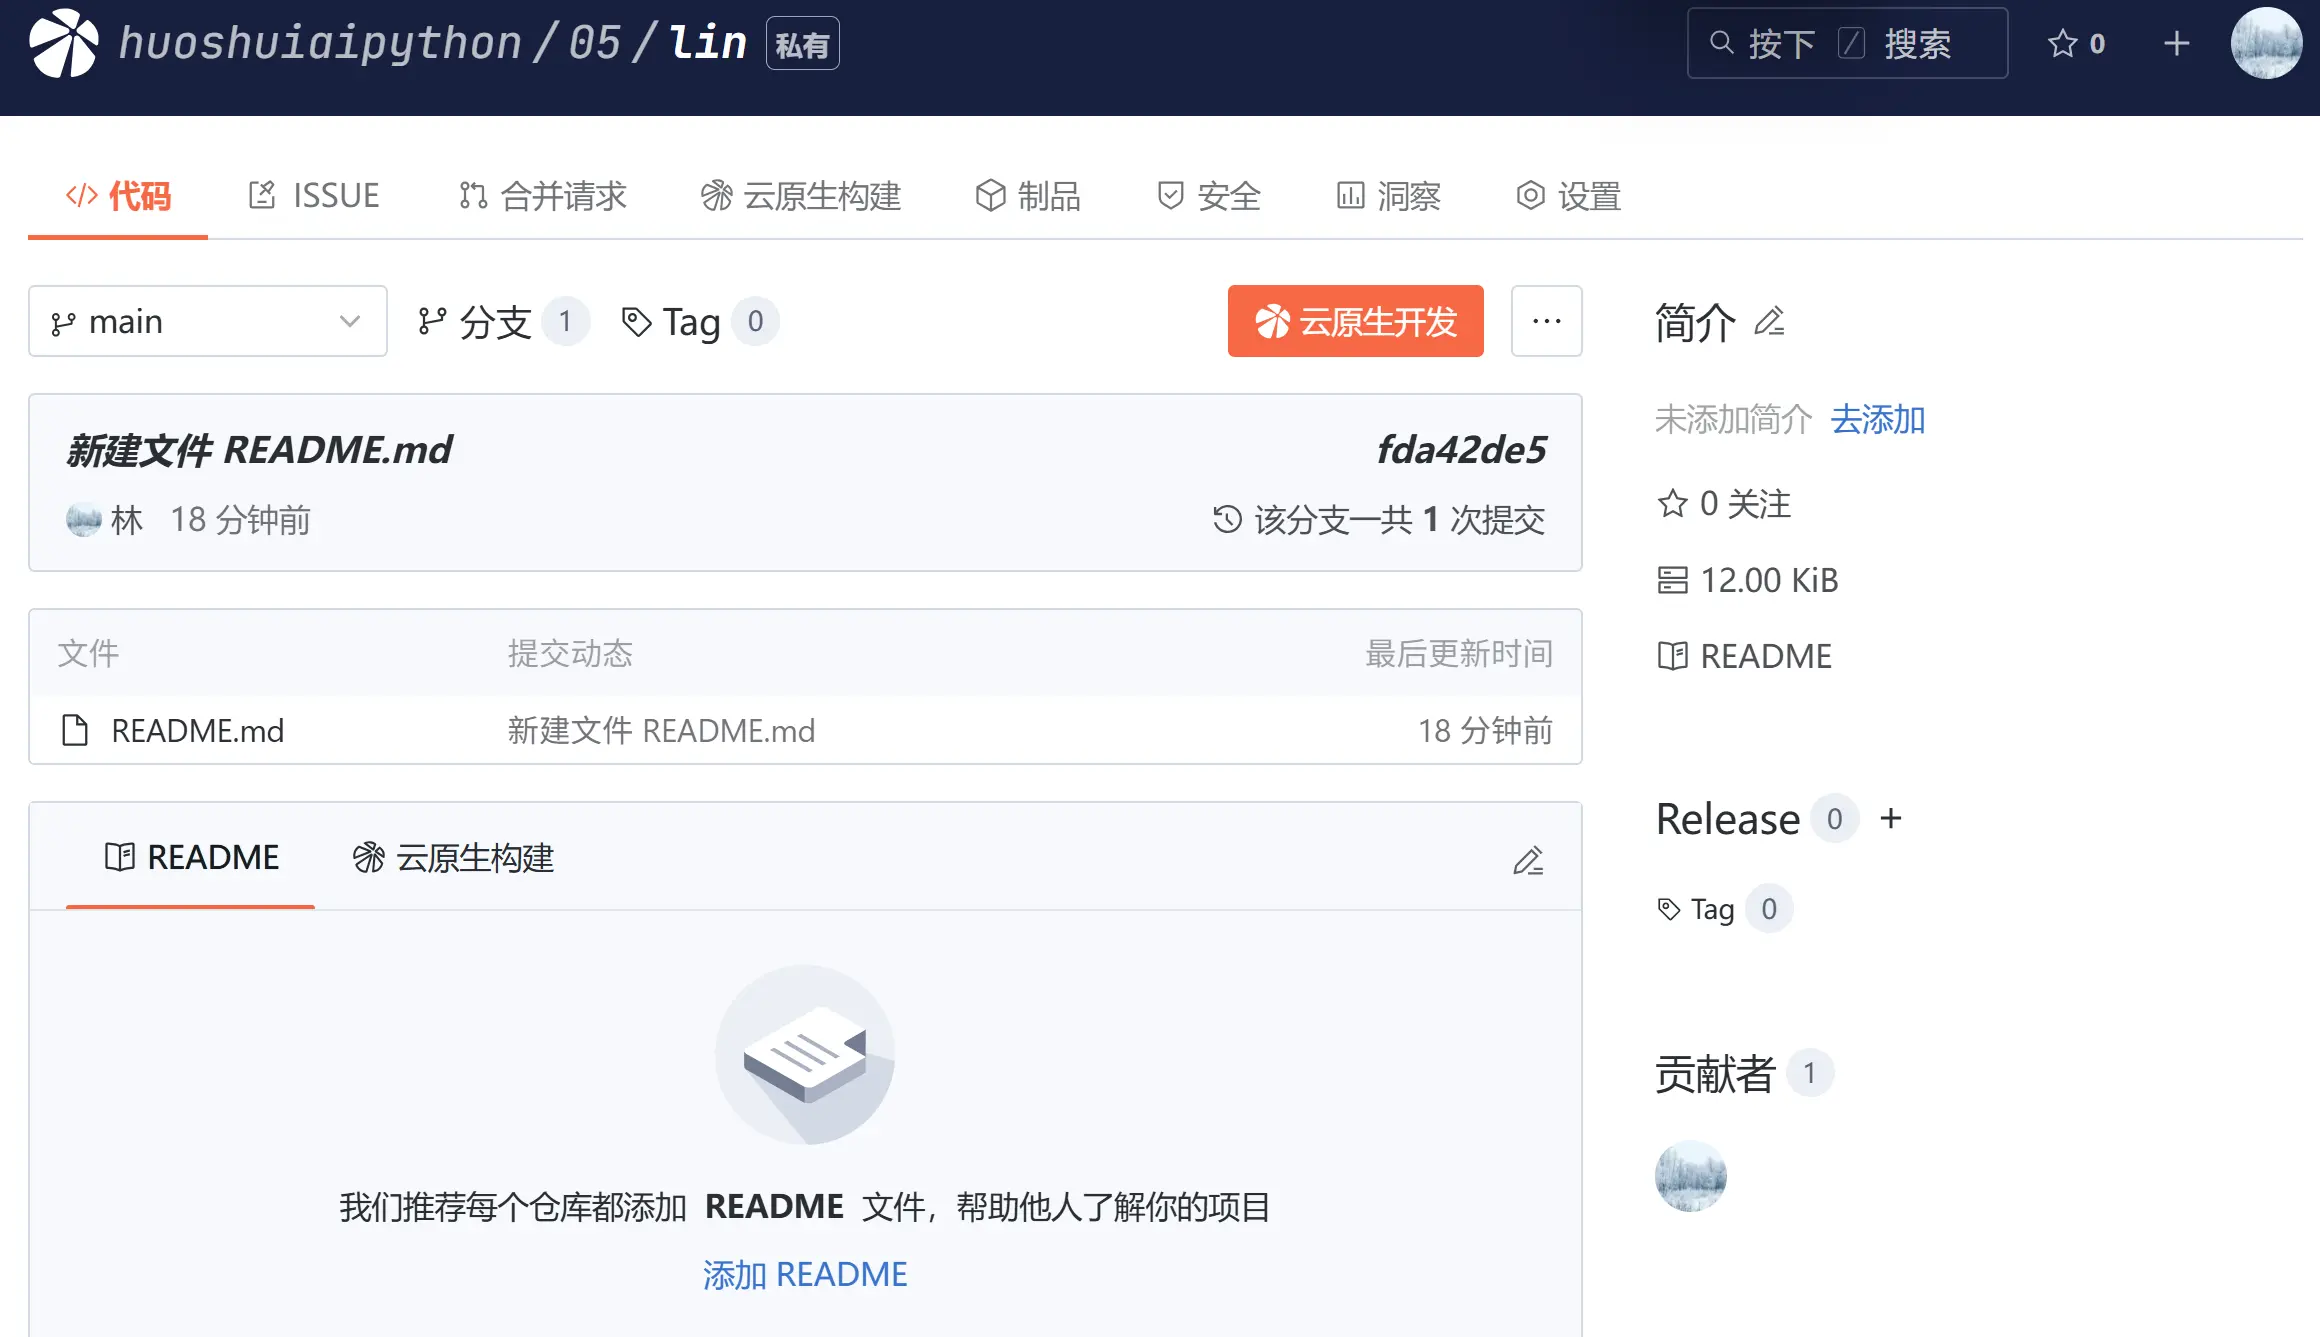 huoshuiaipython/05/lin 私有 按下 / 搜索 0 +
</> 代码 ISSUE 合并请求 云原生构建 制品 安全 洞察 设置
main 分支 1 Tag 0 云原生开发 ...
新建文件 README.md fda42de5
林 18 分钟前 该分支一共 1 次提交
文件 提交动态 最后更新时间
README.md 新建文件 README.md 18 分钟前
README 云原生构建
我们推荐每个仓库都添加 README 文件，帮助他人了解你的项目
添加 README
简介
未添加简介 去添加
0 关注
12.00 KiB
README
Release 0 +
Tag 0
贡献者 1